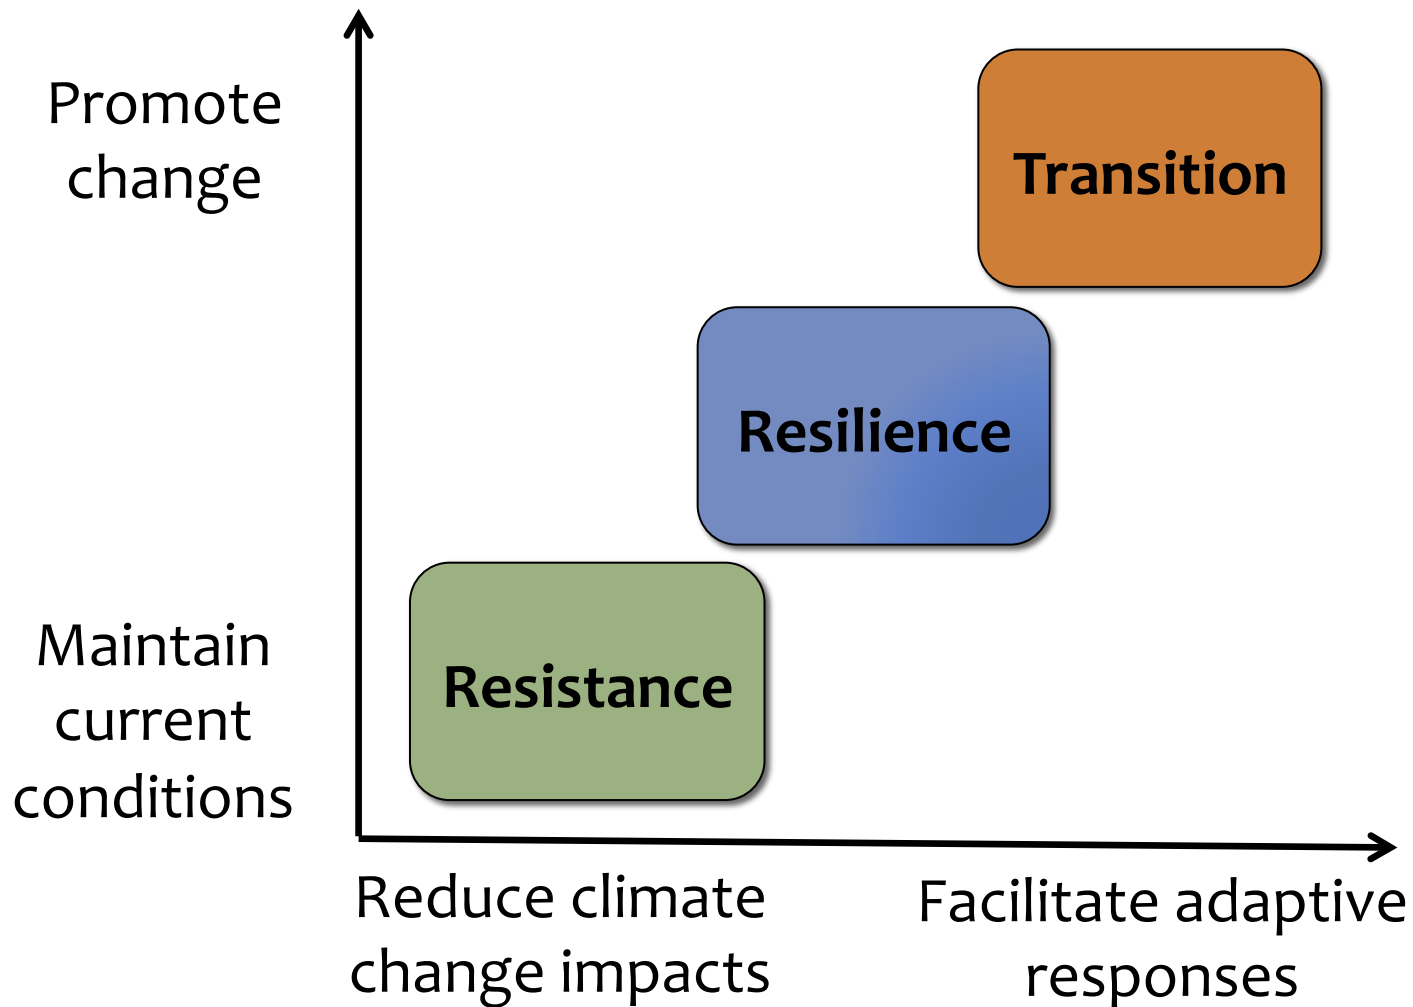 Promote
change
Transition
Resilience
Resistance
Maintain
current
conditions
Reduce climate
change impacts
Facilitate adaptive
responses